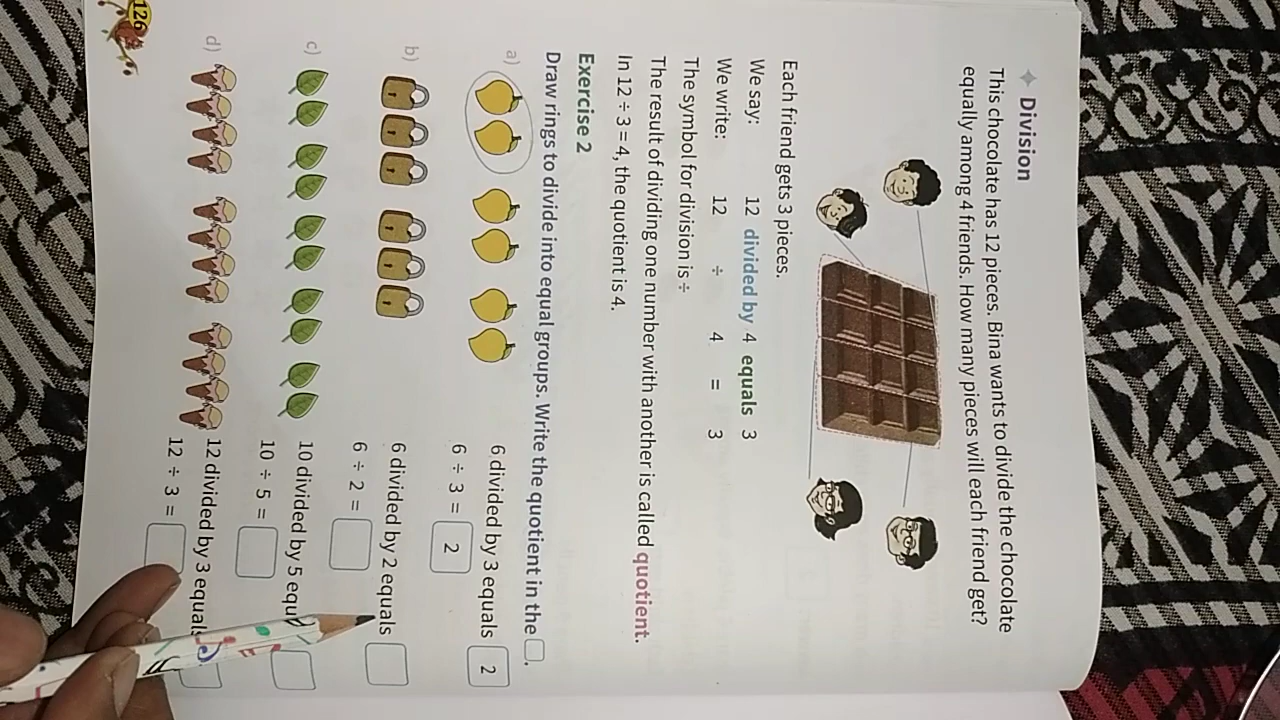 Division
This chocolate has 12 pieces. Bina wants to divide the chocolate
equally among 4 friends. How many pieces will each friend get?
Each friend gets 3 pieces.
We say: 12 divided by 4 equals 3
We write: 12 ÷ 4 = 3
The symbol for division is ÷
The result of dividing one number with another is called quotient.
In 12 ÷ 3 = 4, the quotient is 4.
Exercise 2
Draw rings to divide into equal groups. Write the quotient in the □.
a) 6 divided by 3 equals 2
6 ÷ 3 = 2
b) 6 divided by 2 equals
6 ÷ 2 =
c) 10 divided by 5 equ
10 ÷ 5 =
d) 12 divided by 3 equals
12 ÷ 3 =
126